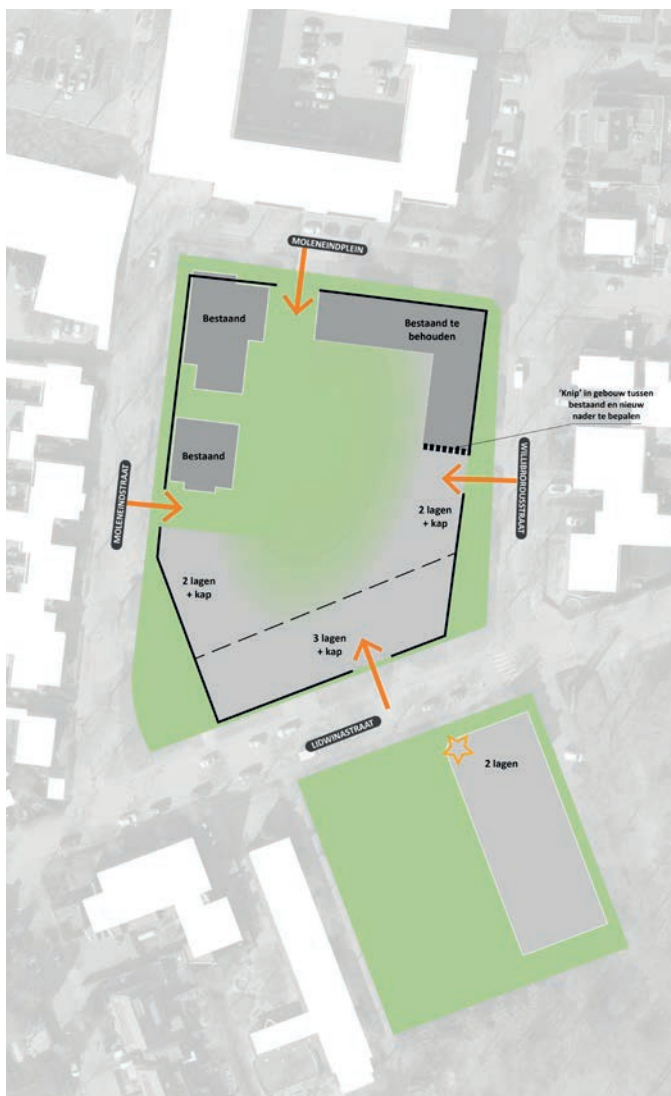 MOLENEINDPLEIN
Bestaand
Bestaand te
behouden
'Knip' in gebouw tussen
bestaand en nieuw
nader te bepalen
Bestaand
MOLENEINDSTRAAT
WILLIBRORDUSSTRAAT
2 lagen
+ kap
2 lagen
+ kap
3 lagen
+ kap
LIDWINASTRAAT
2 lagen